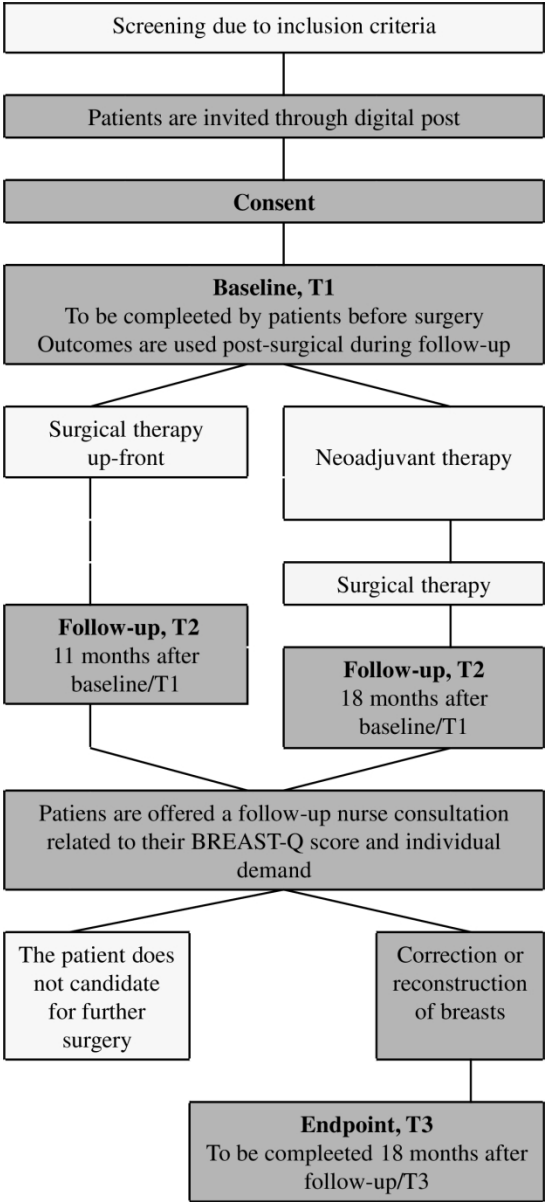 Screening due to inclusion criteria
Patients are invited through digital post
Consent
Baseline, T1
To be compleeted by patients before surgery
Outcomes are used post-surgical during follow-up
Surgical therapy
up-front
Neoadjuvant therapy
Surgical therapy
Follow-up, T2
11 months after
baseline/T1
Follow-up, T2
18 months after
baseline/T1
Patiens are offered a follow-up nurse consultation
related to their BREAST-Q score and individual
demand
The patient does
not candidate
for further
surgery
Correction or
reconstruction
of breasts
Endpoint, T3
To be compleeted 18 months after
follow-up/T3